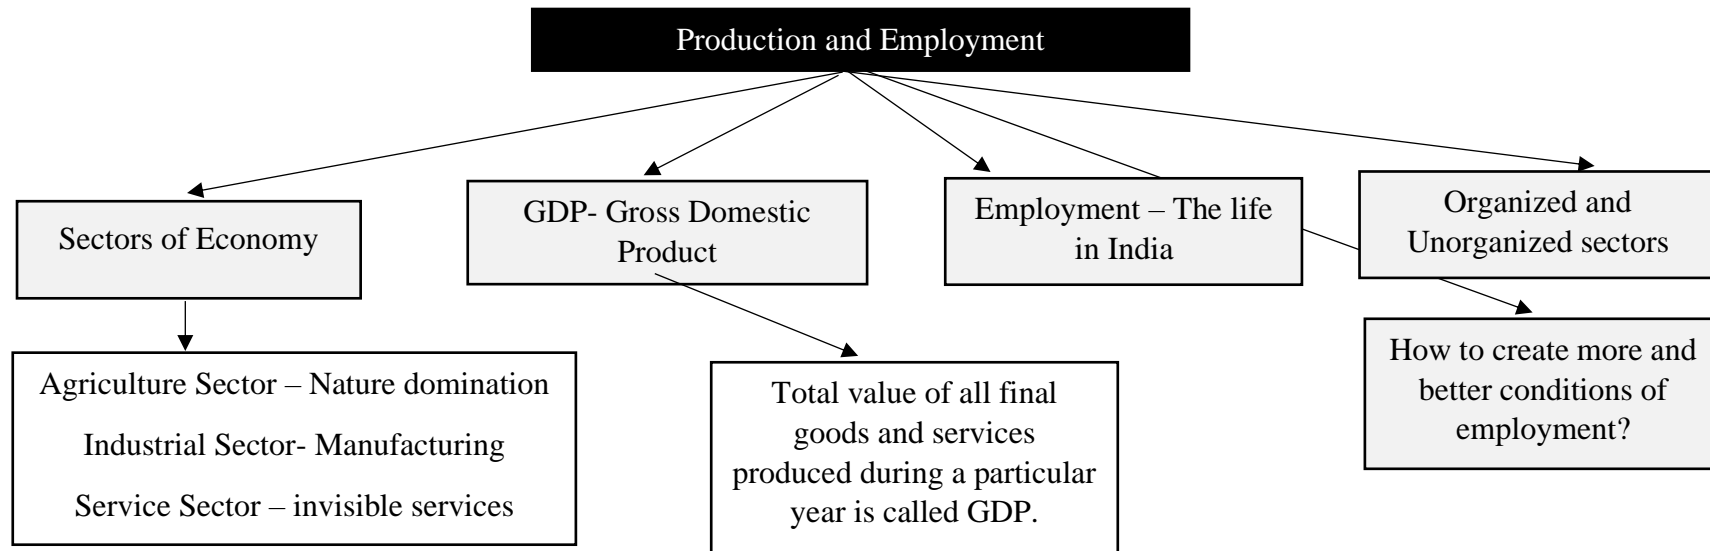 Production and Employment
Sectors of Economy
GDP- Gross Domestic
Product
Employment – The life
in India
Organized and
Unorganized sectors
Agriculture Sector – Nature domination
Industrial Sector- Manufacturing
Service Sector – invisible services
Total value of all final
goods and services
produced during a particular
year is called GDP.
How to create more and
better conditions of
employment?